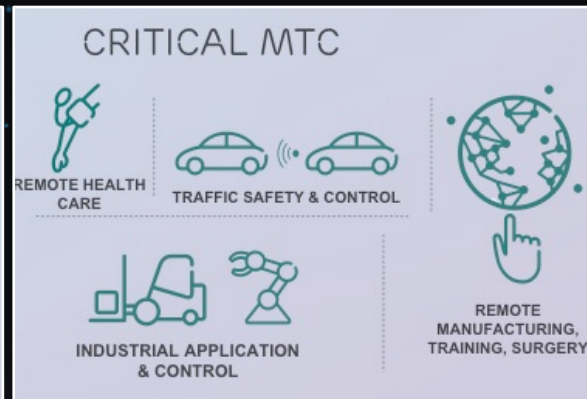 CRITICAL MTC
REMOTE HEALTH
CARE
TRAFFIC SAFETY & CONTROL
INDUSTRIAL APPLICATION
& CONTROL
REMOTE
MANUFACTURING,
TRAINING, SURGERY